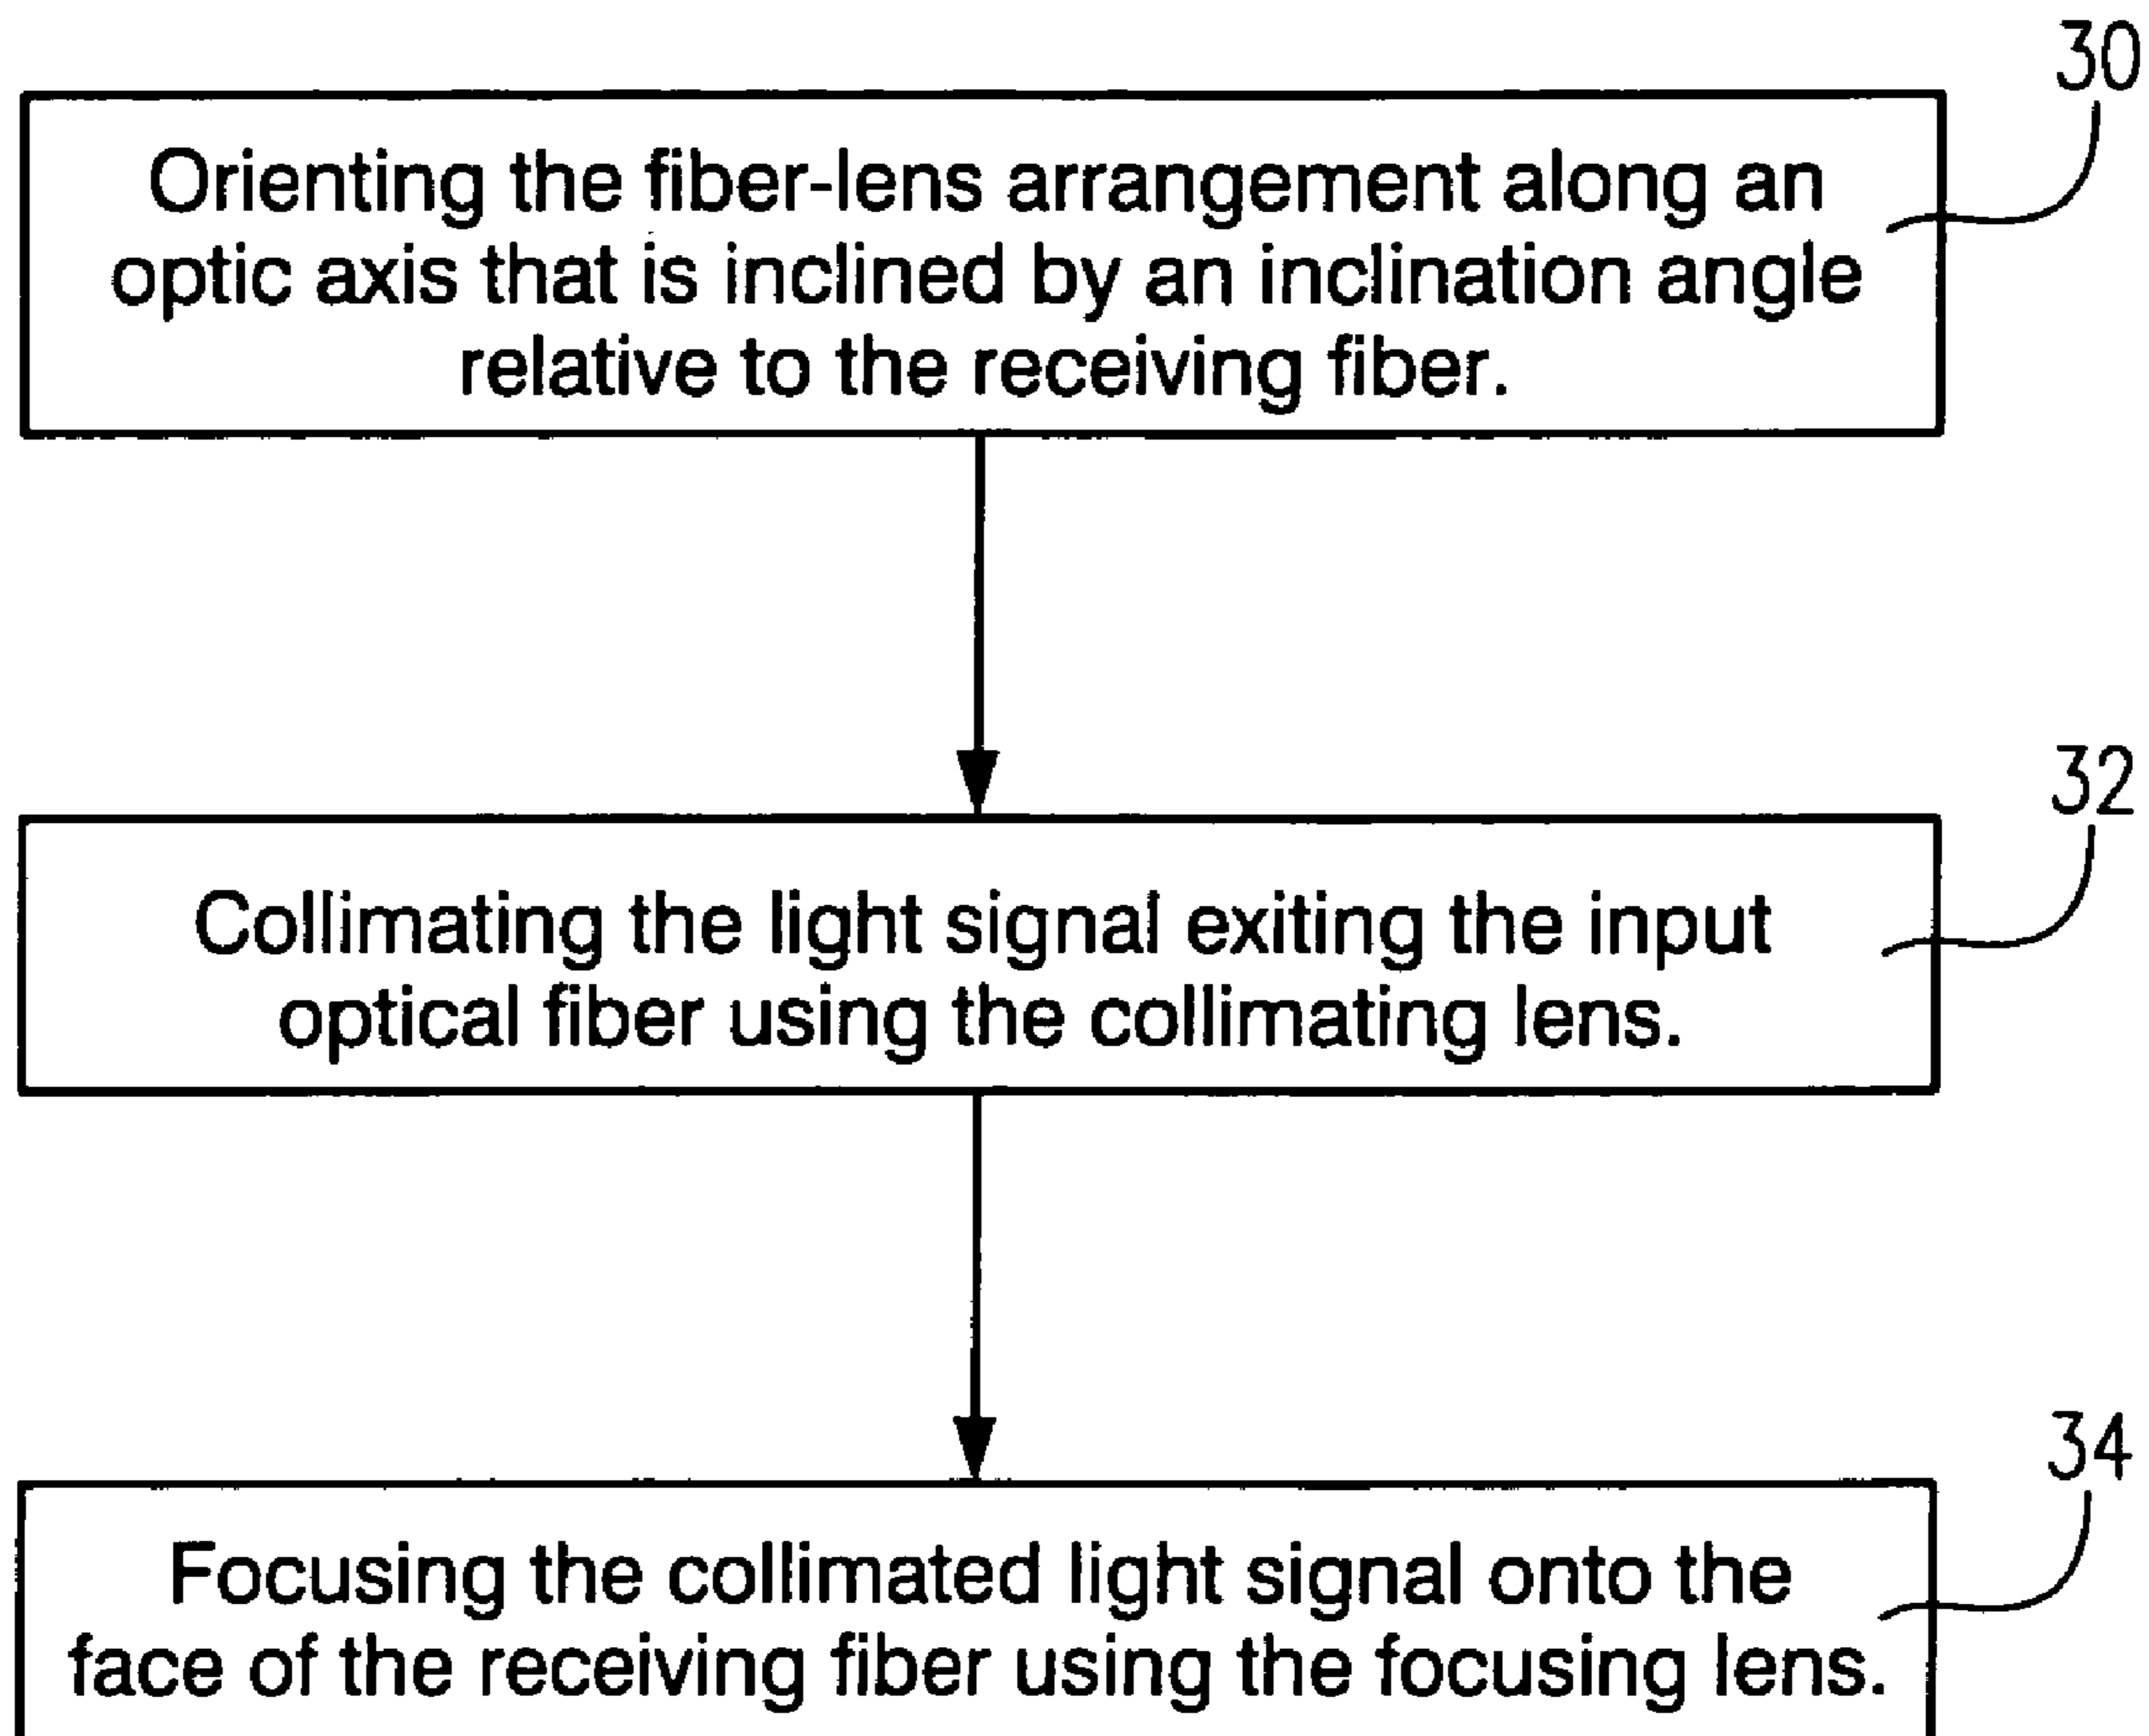 30
Orienting the fiber-lens arrangement along an
optic axis that is inclined by an inclination angle
relative to the receiving fiber.
32
Collimating the light signal exiting the input
optical fiber using the collimating lens.
34
Focusing the collimated light signal onto the
face of the receiving fiber using the focusing lens.